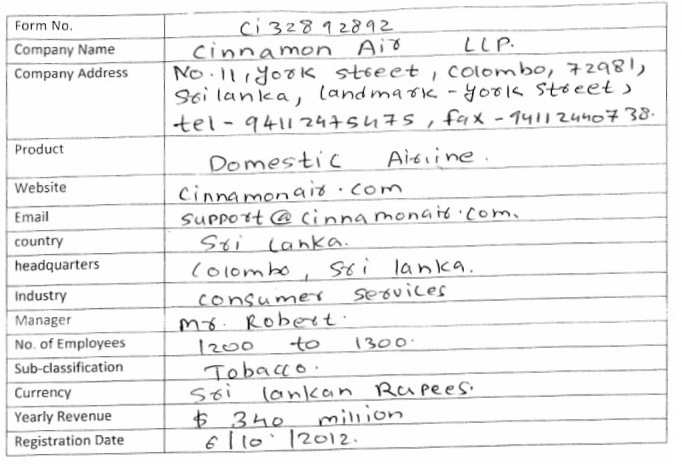 Form No. Ci32892892
Company Name Cinnamon Air LLP.
Company Address No.11, York street, Colombo, 72981,
Sri lanka, landmark - York Street,
tel - 94112475475, fax - 94112440738.
Product Domestic Airline.
Website Cinnamonair.com
Email support@Cinnamonair.com.
country Sri Lanka.
headquarters Colombo, Sri lanka.
Industry consumer services
Manager Mr. Robert.
No. of Employees 1200 to 1300.
Sub-classification Tobacco.
Currency Sri lankan Rupees.
Yearly Revenue $ 340 million
Registration Date 6/10/2012.